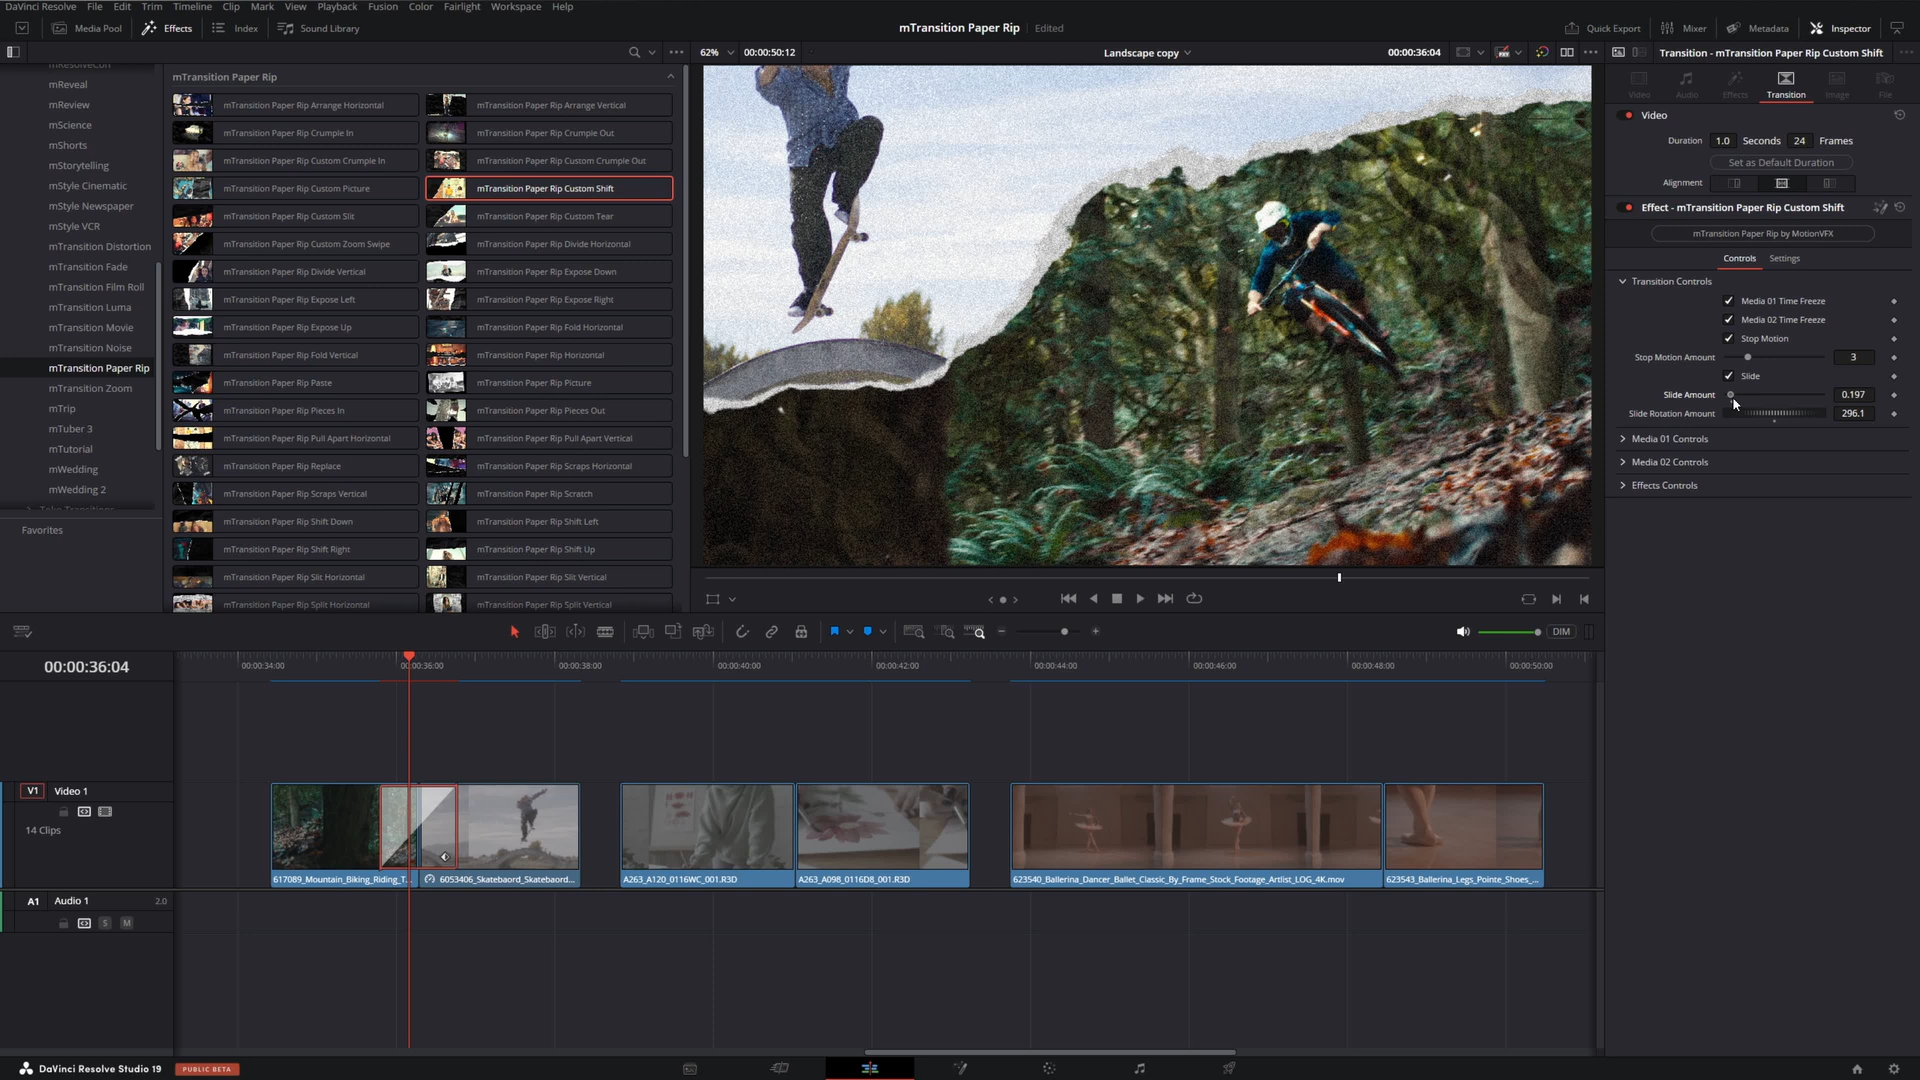 DaVinci Resolve File Edit Trim Timeline Clip Mark View Playback Fusion Color Fairlight Workspace Help
Media Pool Effects Index Sound Library
mTransition Paper Rip Edited
Quick Export Mixer Metadata Inspector
62% 00:00:50:12
Landscape copy
00:00:36:04
Transition - mTransition Paper Rip Custom Shift
mResolveCon
mReveal
mReview
mScience
mShorts
mStorytelling
mStyle Cinematic
mStyle Newspaper
mStyle VCR
mTransition Distortion
mTransition Fade
mTransition Film Roll
mTransition Luma
mTransition Movie
mTransition Noise
mTransition Paper Rip
mTransition Zoom
mTrip
mTuber 3
mTutorial
mWedding
mWedding 2
Favorites
mTransition Paper Rip
mTransition Paper Rip Arrange Horizontal
mTransition Paper Rip Arrange Vertical
mTransition Paper Rip Crumple In
mTransition Paper Rip Crumple Out
mTransition Paper Rip Custom Crumple In
mTransition Paper Rip Custom Crumple Out
mTransition Paper Rip Custom Picture
mTransition Paper Rip Custom Shift
mTransition Paper Rip Custom Slit
mTransition Paper Rip Custom Tear
mTransition Paper Rip Custom Zoom Swipe
mTransition Paper Rip Divide Horizontal
mTransition Paper Rip Divide Vertical
mTransition Paper Rip Expose Down
mTransition Paper Rip Expose Left
mTransition Paper Rip Expose Right
mTransition Paper Rip Expose Up
mTransition Paper Rip Fold Horizontal
mTransition Paper Rip Fold Vertical
mTransition Paper Rip Horizontal
mTransition Paper Rip Paste
mTransition Paper Rip Picture
mTransition Paper Rip Pieces In
mTransition Paper Rip Pieces Out
mTransition Paper Rip Pull Apart Horizontal
mTransition Paper Rip Pull Apart Vertical
mTransition Paper Rip Replace
mTransition Paper Rip Scraps Horizontal
mTransition Paper Rip Scraps Vertical
mTransition Paper Rip Scratch
mTransition Paper Rip Shift Down
mTransition Paper Rip Shift Left
mTransition Paper Rip Shift Right
mTransition Paper Rip Shift Up
mTransition Paper Rip Slit Horizontal
mTransition Paper Rip Slit Vertical
mTransition Paper Rip Split Horizontal
mTransition Paper Rip Split Vertical
Video Audio Effects Transition Image File
Video
Duration 1.0 Seconds 24 Frames
Set as Default Duration
Alignment
Effect - mTransition Paper Rip Custom Shift
mTransition Paper Rip by MotionVFX
Controls Settings
Transition Controls
Media 01 Time Freeze
Media 02 Time Freeze
Stop Motion
Stop Motion Amount 3
Slide
Slide Amount 0.197
Slide Rotation Amount 296.1
Media 01 Controls
Media 02 Controls
Effects Controls
DIM
00:00:36:04
00:00:34:00 00:00:36:00 00:00:38:00 00:00:40:00 00:00:42:00 00:00:44:00 00:00:46:00 00:00:48:00 00:00:50:00
V1 Video 1
14 Clips
617089_Mountain_Biking_Riding_T...
6053406_Skatebaord_Skatebaord...
A263_A120_0116WC_001.R3D
A263_A098_0116D8_001.R3D
623540_Ballerina_Dancer_Ballet_Classic_By_Frame_Stock_Footage_Artlist_LOG_4K.mov
623543_Ballerina_Legs_Pointe_Shoes_...
A1 Audio 1 2.0
S M
DaVinci Resolve Studio 19 PUBLIC BETA